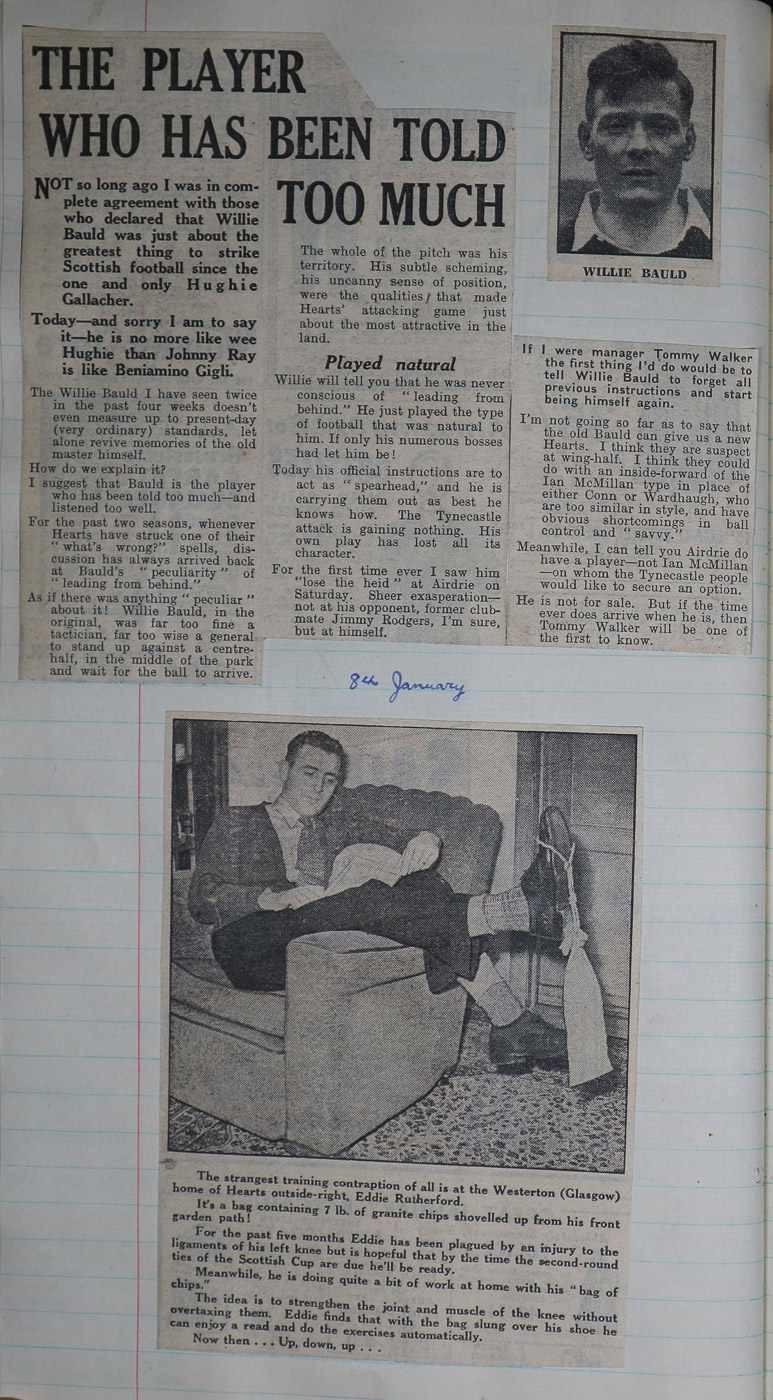 THE PLAYER
WHO HAS BEEN TOLD
TOO MUCH
NOT so long ago I was in com-
plete agreement with those
who declared that Willie
Bauld was just about the
greatest thing to strike
Scottish football since the
one and only Hughie
Gallacher.
Today—and sorry I am to say
it—he is no more like wee
Hughie than Johnny Ray
is like Beniamino Gigli.
The Willie Bauld I have seen twice
in the past four weeks doesn't
even measure up to present-day
(very ordinary) standards, let
alone revive memories of the old
master himself.
How do we explain it?
I suggest that Bauld is the player
who has been told too much—and
listened too well.
For the past two seasons, whenever
Hearts have struck one of their
"what's wrong?" spells, dis-
cussion has always arrived back
at Bauld's "peculiarity" of
"leading from behind."
As if there was anything "peculiar"
about it! Willie Bauld, in the
original, was far too fine a
tactician, far too wise a general
to stand up against a centre-
half, in the middle of the park
and wait for the ball to arrive.
The whole of the pitch was his
territory. His subtle scheming,
his uncanny sense of position,
were the qualities that made
Hearts' attacking game just
about the most attractive in the
land.
Played natural
Willie will tell you that he was never
conscious of "leading from
behind." He just played the type
of football that was natural to
him. If only his numerous bosses
had let him be!
Today his official instructions are to
act as "spearhead," and he is
carrying them out as best he
knows how. The Tynecastle
attack is gaining nothing. His
own play has lost all its
character.
For the first time ever I saw him
"lose the heid" at Airdrie on
Saturday. Sheer exasperation—
not at his opponent, former club-
mate Jimmy Rodgers, I'm sure,
but at himself.
WILLIE BAULD
If I were manager Tommy Walker
the first thing I'd do would be to
tell Willie Bauld to forget all
previous instructions and start
being himself again.
I'm not going so far as to say that
the old Bauld can give us a new
Hearts. I think they are suspect
at wing-half. I think they could
do with an inside-forward of the
Ian McMillan type in place of
either Conn or Wardhaugh, who
are too similar in style, and have
obvious shortcomings in ball
control and "savvy."
Meanwhile, I can tell you Airdrie do
have a player—not Ian McMillan
—on whom the Tynecastle people
would like to secure an option.
He is not for sale. But if the time
ever does arrive when he is, then
Tommy Walker will be one of
the first to know.
8th January
The strangest training contraption of all is at the Westerton (Glasgow)
home of Hearts outside-right, Eddie Rutherford.
It's a bag containing 7 lb. of granite chips shovelled up from his front
garden path!
For the past five months Eddie has been plagued by an injury to the
ligaments of his left knee but is hopeful that by the time the second-round
ties of the Scottish Cup are due he'll be ready.
Meanwhile, he is doing quite a bit of work at home with his "bag of
chips."
The idea is to strengthen the joint and muscle of the knee without
overtaxing them. Eddie finds that with the bag slung over his shoe he
can enjoy a read and do the exercises automatically.
Now then . . . Up, down, up . . .